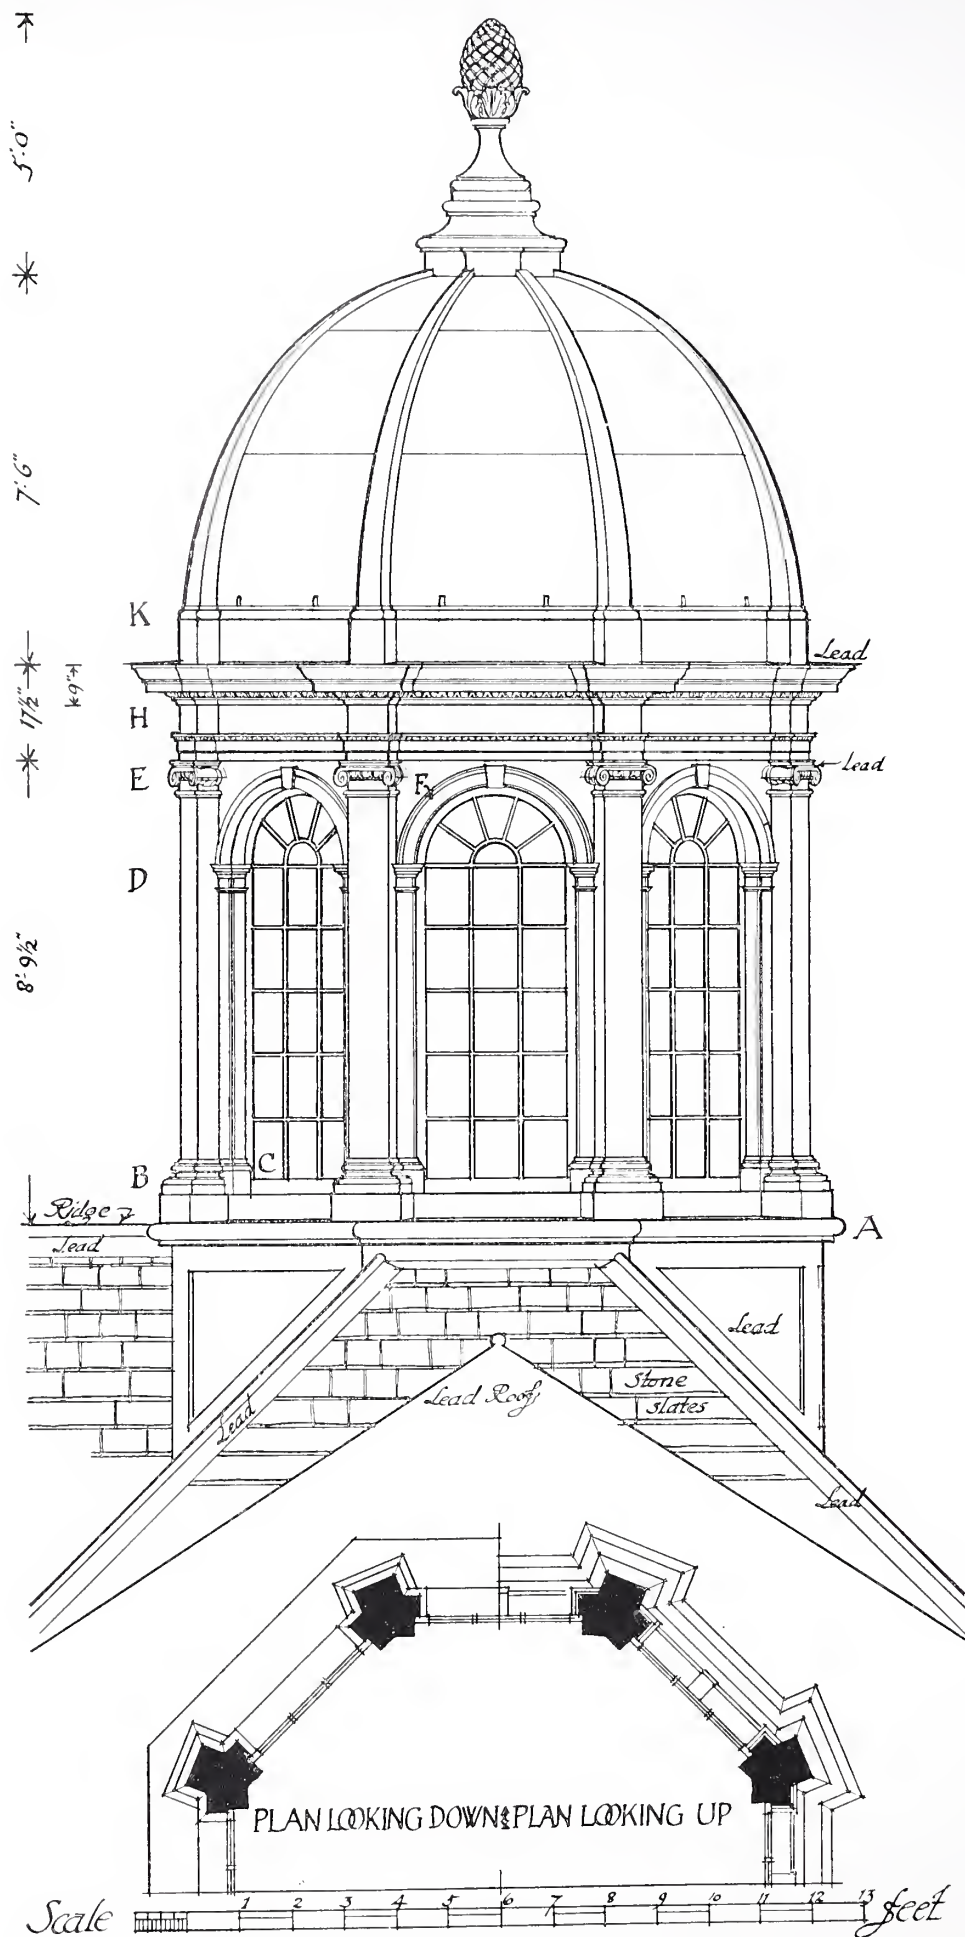 5'·0"
7'·6"
K
Lead
17½"
9"
H
E
Lead
F
D
8'·9½"
C
B
Ridge
A
Lead
Lead
Stone
slates
Lead Roof
Lead
Lead
PLAN LOOKING DOWN & PLAN LOOKING UP
Scale 1 2 3 4 5 6 7 8 9 10 11 12 13 feet